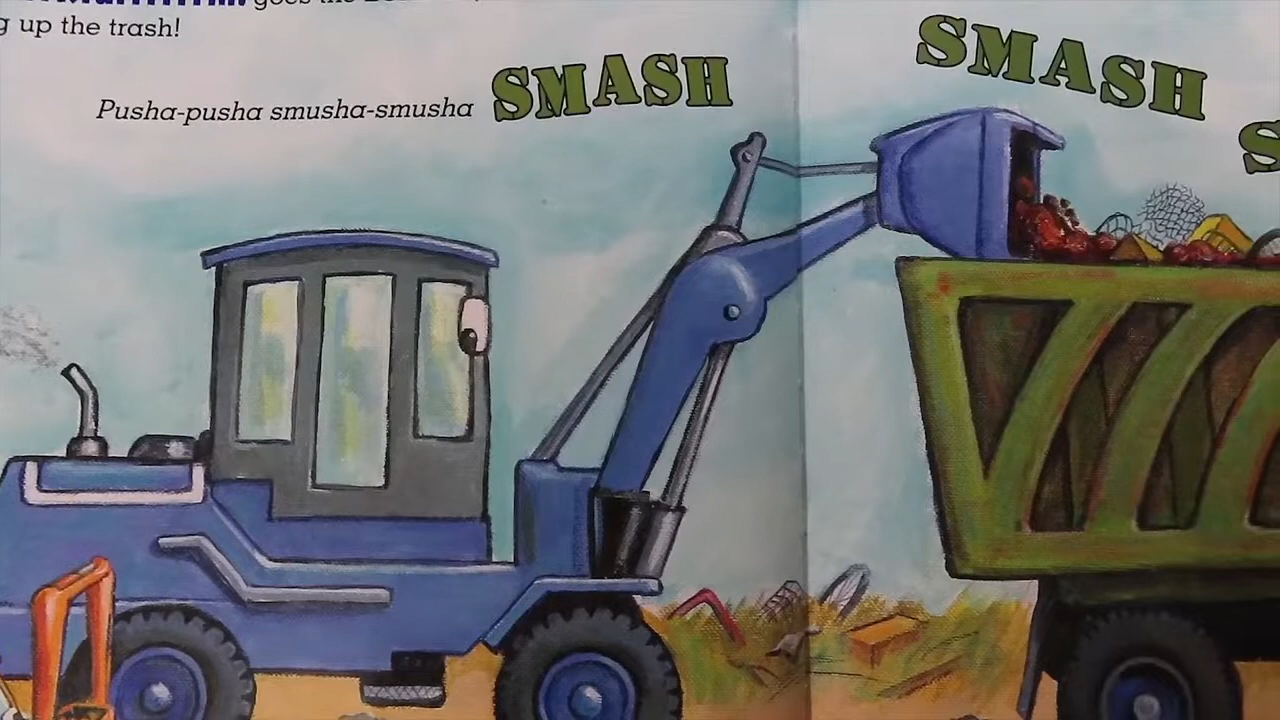 goes the
g up the trash!
Pusha-pusha smusha-smusha SMASH
SMASH
S